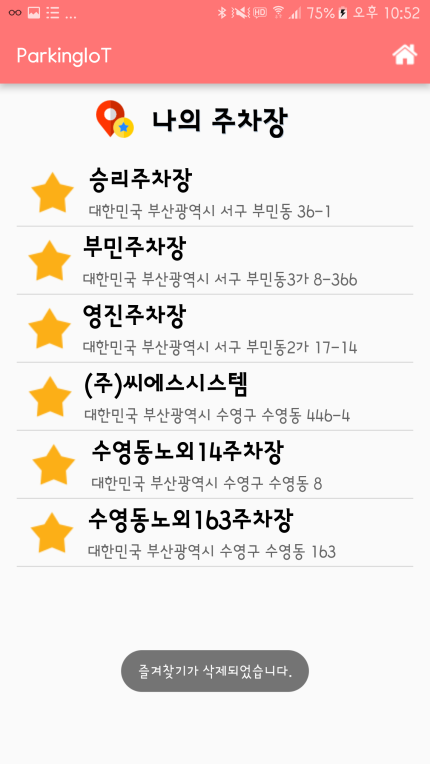 75% 오후 10:52
ParkingIoT
나의 주차장
승리주차장
대한민국 부산광역시 서구 부민동 36-1
부민주차장
대한민국 부산광역시 서구 부민동3가 8-366
영진주차장
대한민국 부산광역시 서구 부민동2가 17-14
(주)씨에스시스템
대한민국 부산광역시 수영구 수영동 446-4
수영동노외14주차장
대한민국 부산광역시 수영구 수영동 8
수영동노외163주차장
대한민국 부산광역시 수영구 수영동 163
즐겨찾기가 삭제되었습니다.